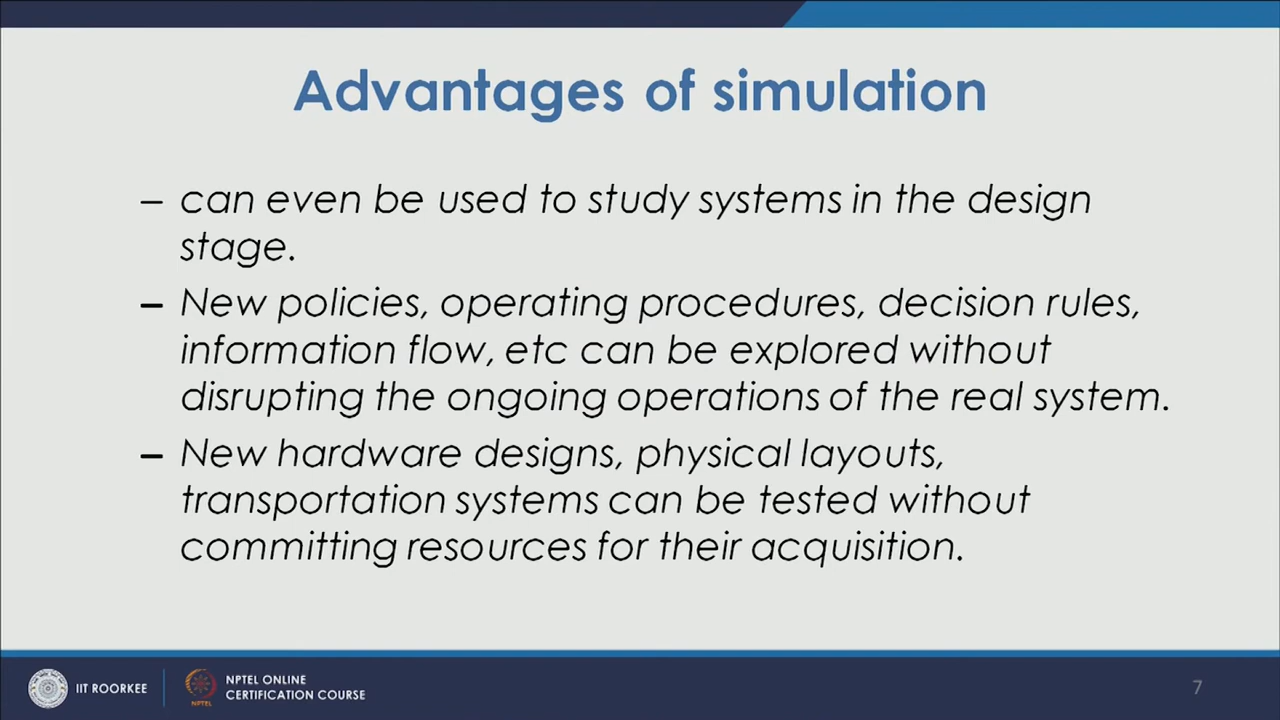 Advantages of simulation
– can even be used to study systems in the design
stage.
– New policies, operating procedures, decision rules,
information flow, etc can be explored without
disrupting the ongoing operations of the real system.
– New hardware designs, physical layouts,
transportation systems can be tested without
committing resources for their acquisition.
IIT ROORKEE
NPTEL
NPTEL ONLINE
CERTIFICATION COURSE
7